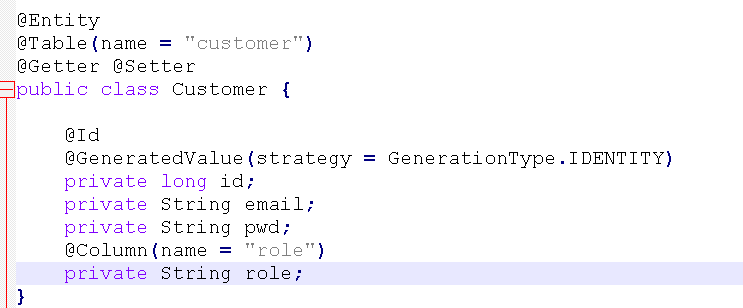 @Entity
@Table(name = "customer")
@Getter @Setter
public class Customer {
@Id
@GeneratedValue(strategy = GenerationType.IDENTITY)
private long id;
private String email;
private String pwd;
@Column(name = "role")
private String role;
}